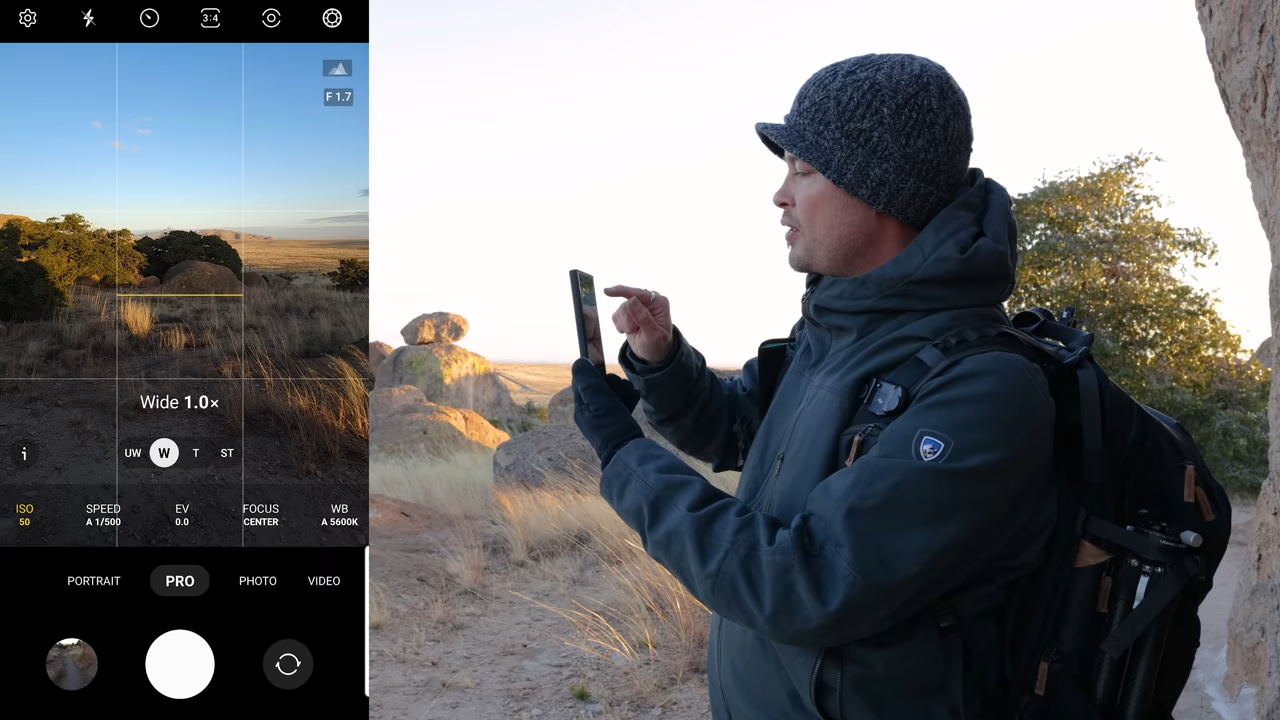 3:4
F 1.7
Wide 1.0×
UW W T ST
ISO SPEED EV FOCUS WB
50 A 1/500 0.0 CENTER A 5600K
PORTRAIT PRO PHOTO VIDEO